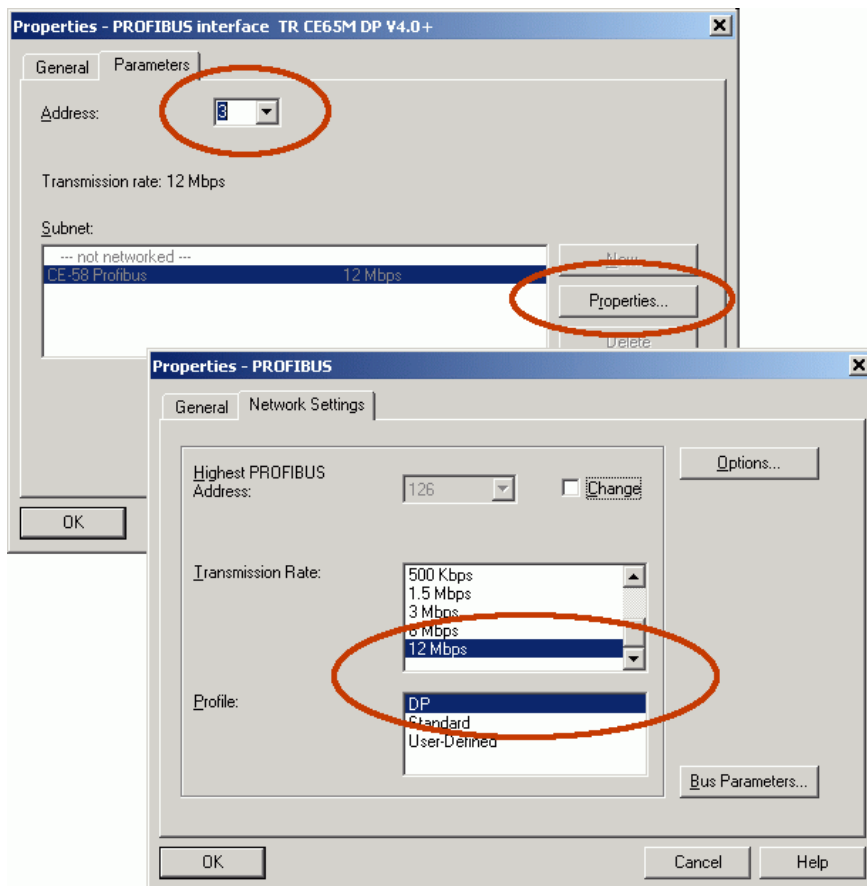 Properties - PROFIBUS interface TR CE65M DP V4.0+
General Parameters
Address: 3
Transmission rate: 12 Mbps
Subnet:
--- not networked ---
CE-58 Profibus 12 Mbps
New...
Properties...
Delete
OK
Properties - PROFIBUS
General Network Settings
Highest PROFIBUS
Address:
126
Change
Options...
Transmission Rate:
500 Kbps
1.5 Mbps
3 Mbps
6 Mbps
12 Mbps
Profile:
DP
Standard
User-Defined
Bus Parameters...
OK Cancel Help